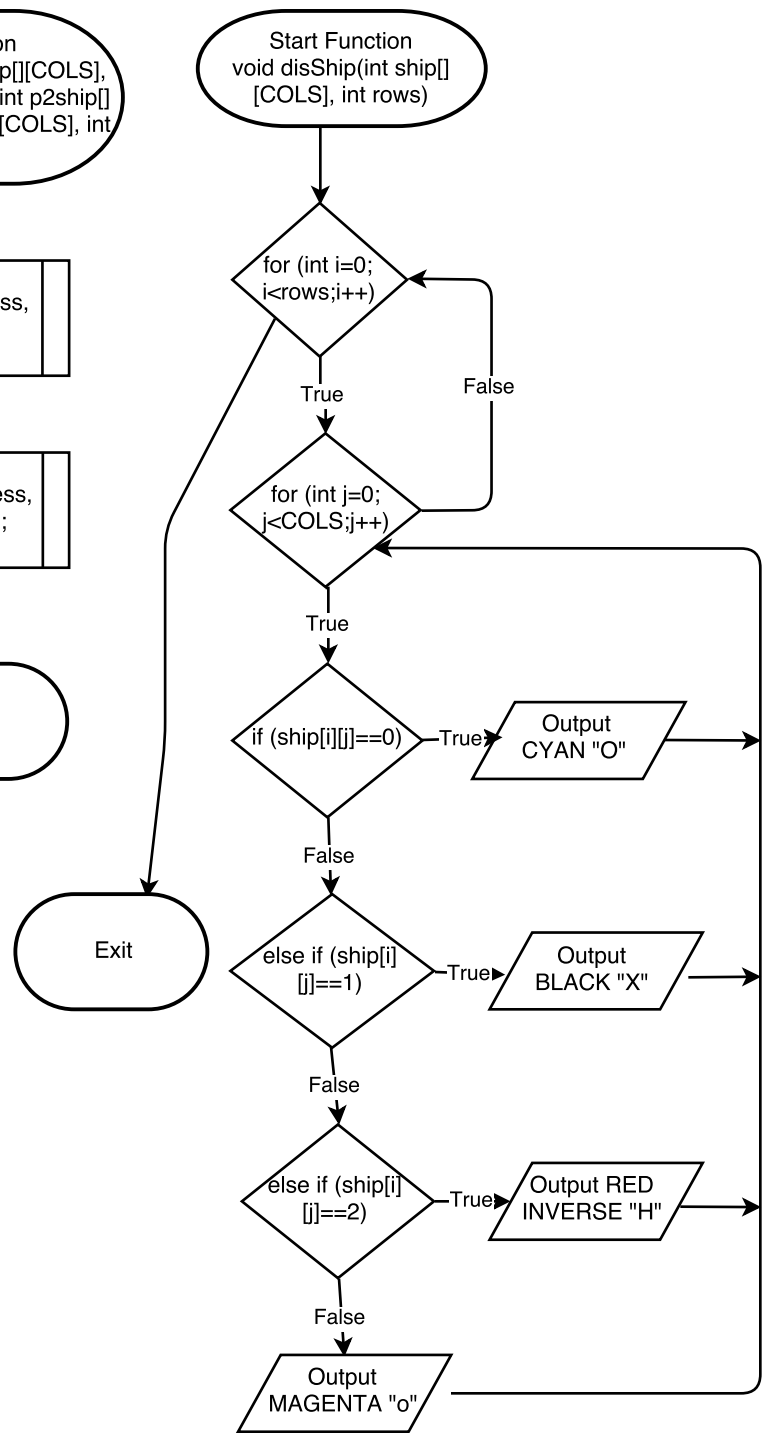 on
p[][COLS],
int p2ship[]
[COLS], int
ss,
ess,
;
Start Function
void disShip(int ship[]
[COLS], int rows)
for (int i=0;
i<rows;i++)
True
False
for (int j=0;
j<COLS;j++)
True
if (ship[i][j]==0)
True
Output
CYAN "O"
False
Exit
else if (ship[i]
[j]==1)
True
Output
BLACK "X"
False
else if (ship[i]
[j]==2)
True
Output RED
INVERSE "H"
False
Output
MAGENTA "o"